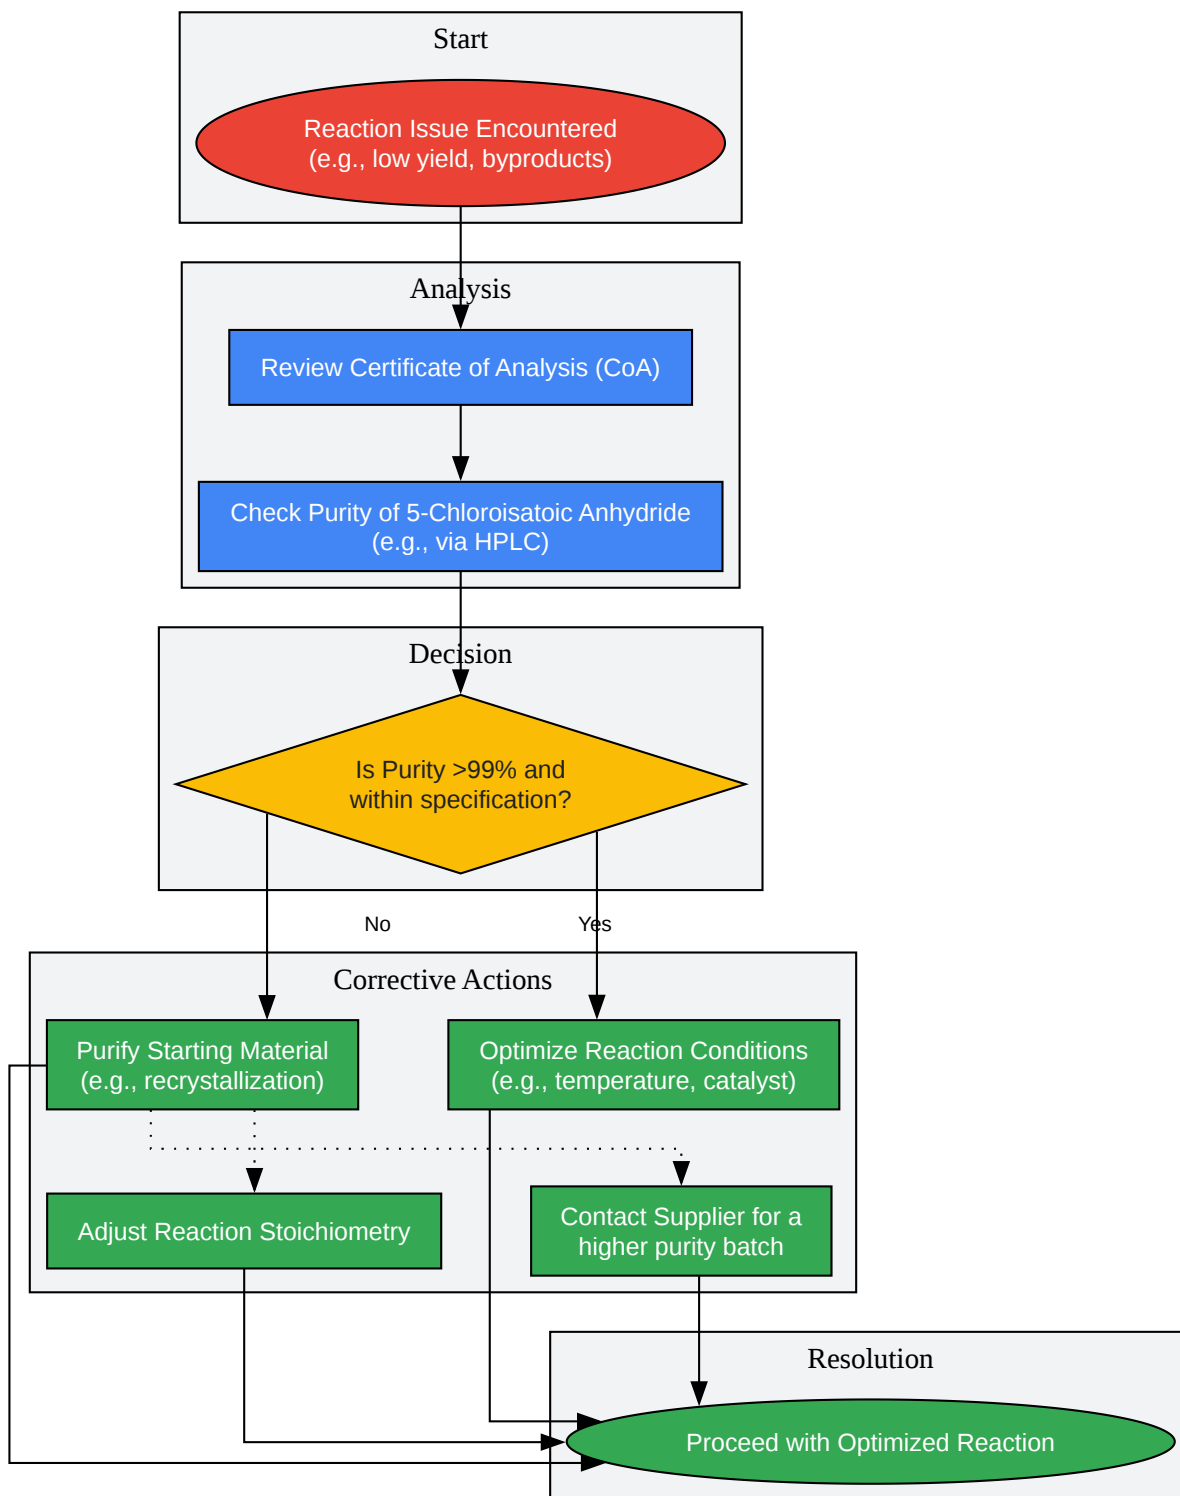 Start
Reaction Issue Encountered
(e.g., low yield, byproducts)
Analysis
Review Certificate of Analysis (CoA)
Check Purity of 5-Chloroisatoic Anhydride
(e.g., via HPLC)
Decision
Is Purity >99% and
within specification?
No
Yes
Corrective Actions
Purify Starting Material
(e.g., recrystallization)
Optimize Reaction Conditions
(e.g., temperature, catalyst)
Adjust Reaction Stoichiometry
Contact Supplier for a
higher purity batch
Resolution
Proceed with Optimized Reaction